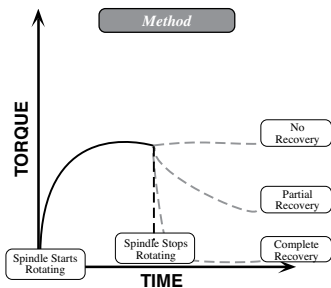 Method
TORQUE
No
Recovery
Partial
Recovery
Spindle Starts
Rotating
Spindle Stops
Rotating
Complete
Recovery
TIME